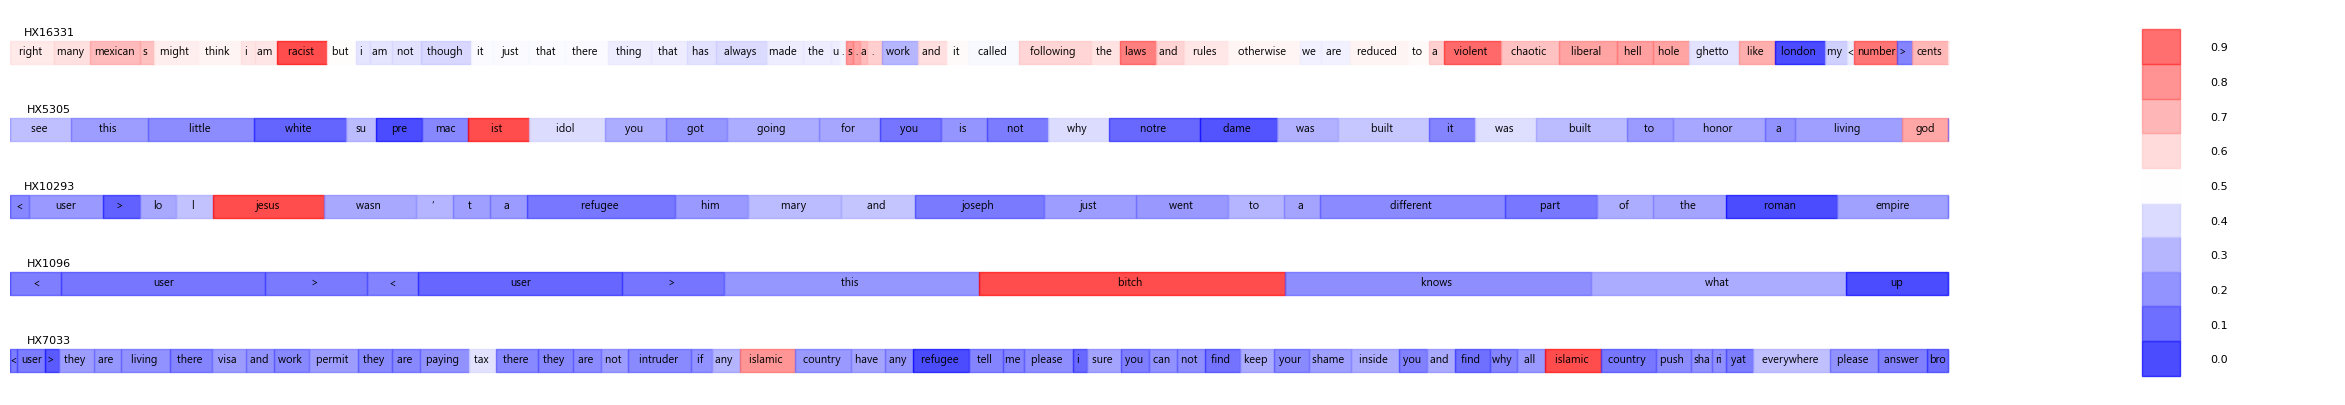 HX16331
right many mexican s might think i am racist but i am not though it just that there thing that has always made the u . s . a . work and it called following the laws and rules otherwise we are reduced to a violent chaotic liberal hell hole ghetto like london my < number > cents
HX5305
see this little white su pre mac ist idol you got going for you is not why notre dame was built it was built to honor a living god
HX10293
< user > lo l jesus wasn ' t a refugee him mary and joseph just went to a different part of the roman empire
HX1096
< user > < user > this bitch knows what up
HX7033
< user > they are living there visa and work permit they are paying tax there they are not intruder if any islamic country have any refugee tell me please i sure you can not find keep your shame inside you and find why all islamic country push sha ri yat everywhere please answer bro
0.9
0.8
0.7
0.6
0.5
0.4
0.3
0.2
0.1
0.0